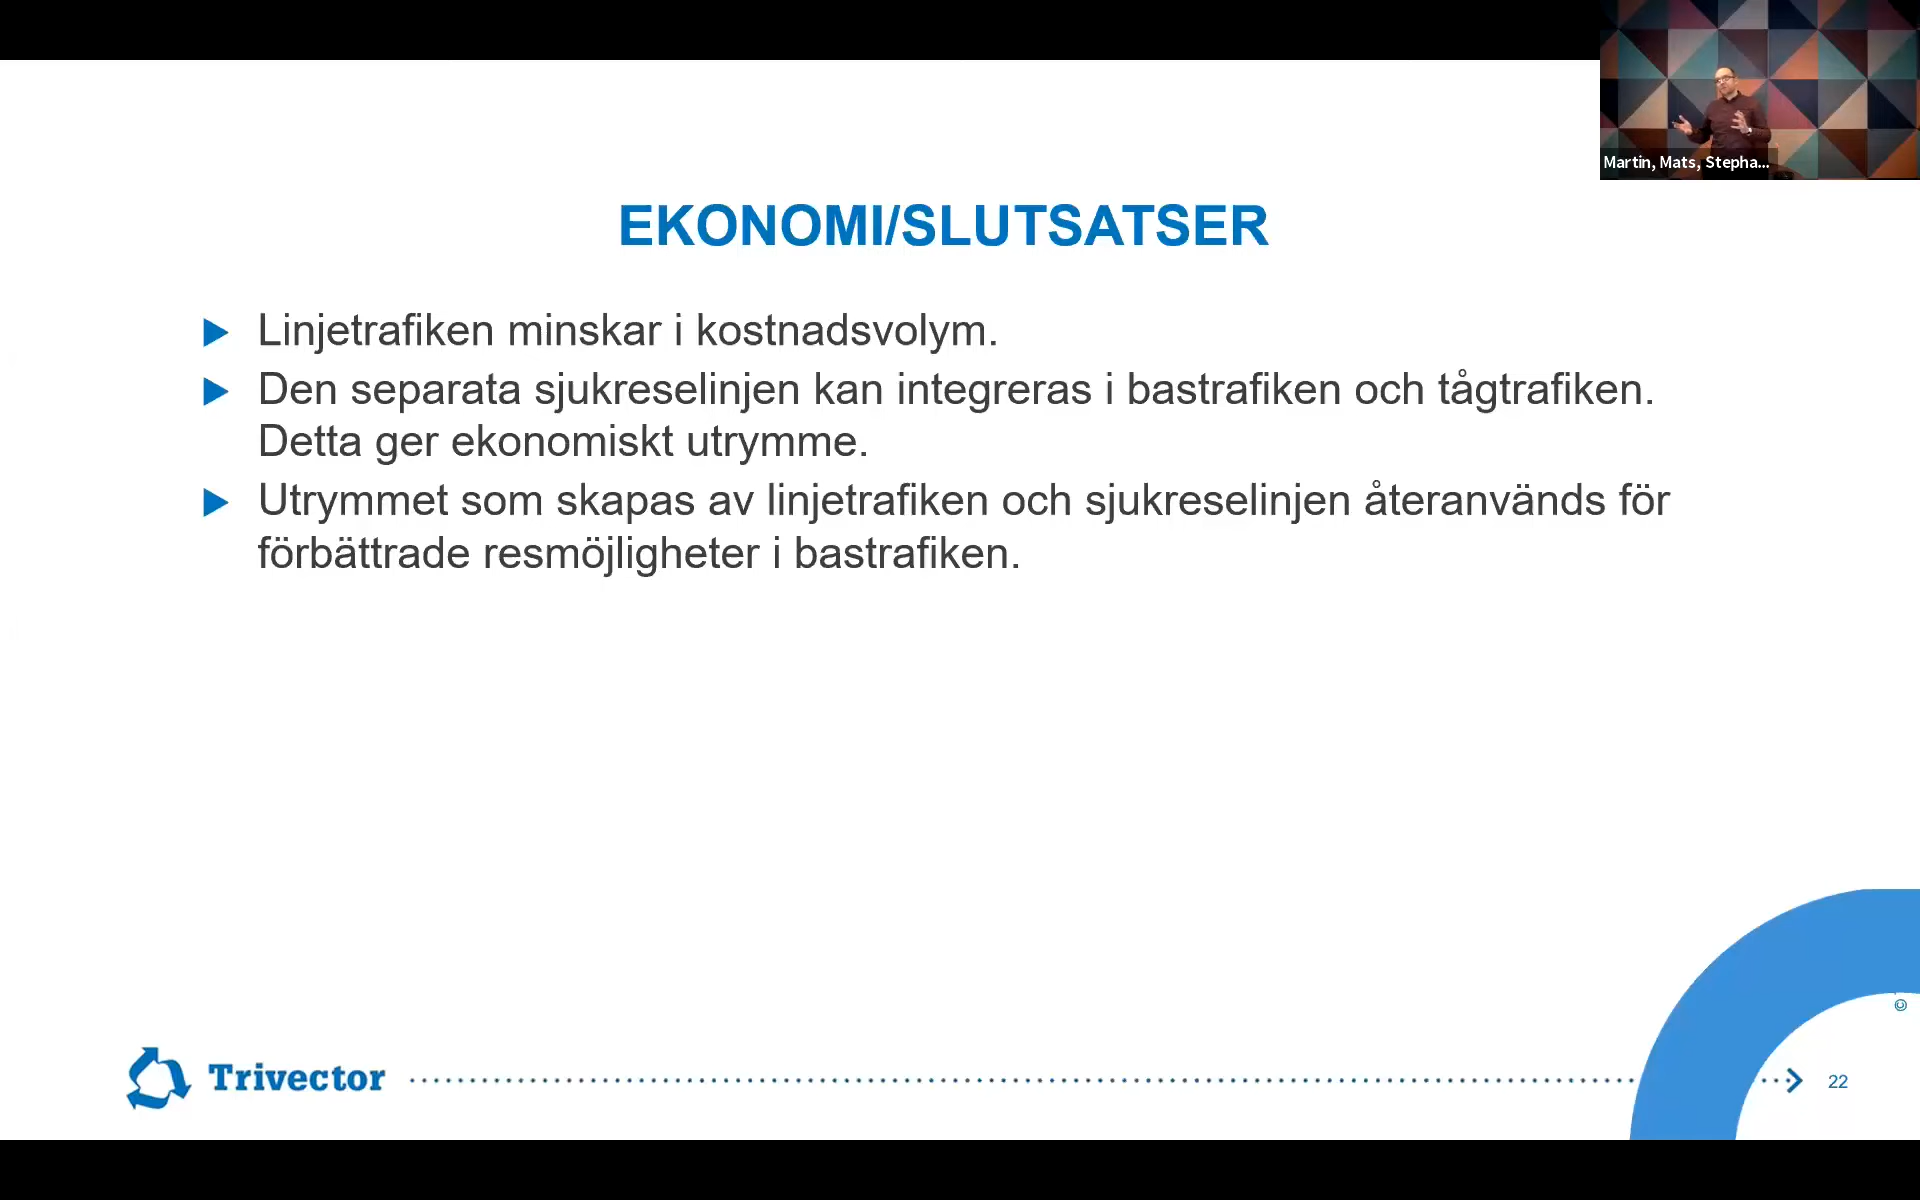 Martin, Mats, Stepha...
EKONOMI/SLUTSATSER
Linjetrafiken minskar i kostnadsvolym.
Den separata sjukreselinjen kan integreras i bastrafiken och tågtrafiken.
Detta ger ekonomiskt utrymme.
Utrymmet som skapas av linjetrafiken och sjukreselinjen återanvänds för
förbättrade resmöjligheter i bastrafiken.
©
Trivector
22